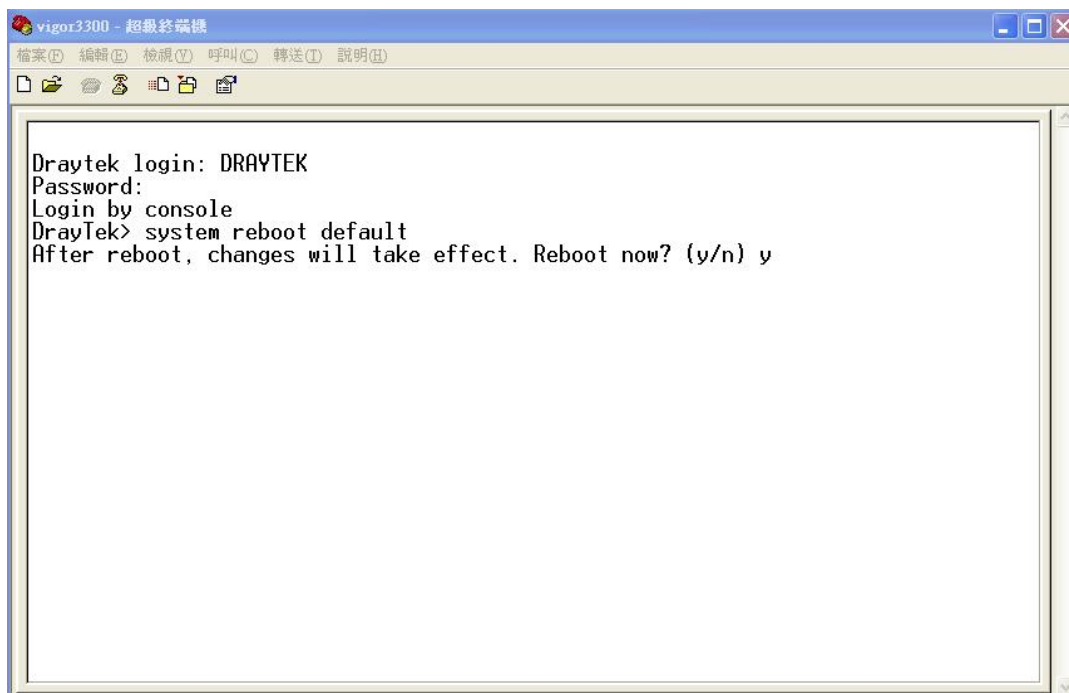 vigor3300 - 超級終端機
檔案(F) 編輯(E) 檢視(V) 呼叫(C) 轉送(T) 說明(H)
Draytek login: DRAYTEK
Password:
Login by console
DrayTek> system reboot default
After reboot, changes will take effect. Reboot now? (y/n) y